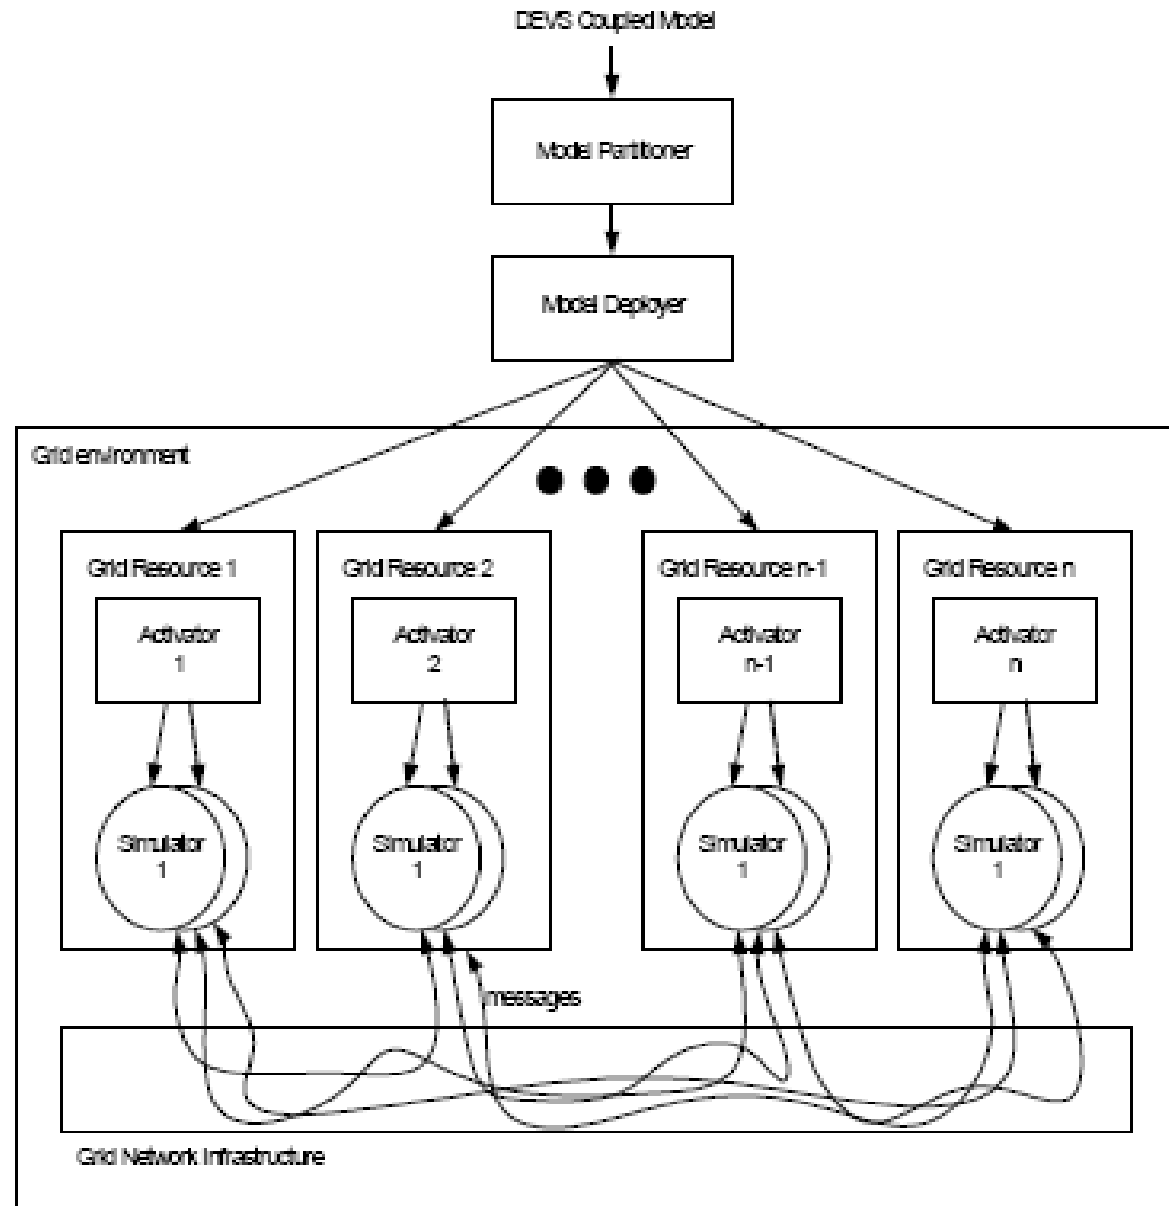 DEVS Coupled Model
Model Partitioner
Model Deployer
Grid environment
Grid Resource 1
Grid Resource 2
Grid Resource n-1
Grid Resource n
Activator
1
Activator
2
Activator
n-1
Activator
n
Simulator
1
Simulator
1
Simulator
1
Simulator
1
messages
Grid Network Infrastructure